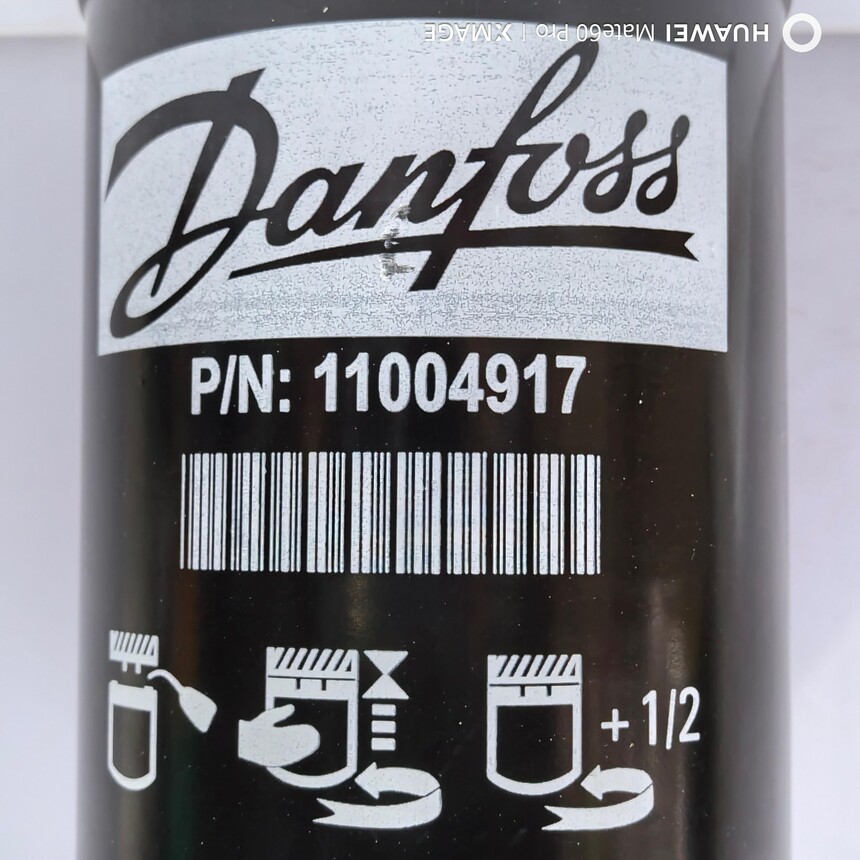 HUAWEI Mate60 Pro | XMAGE
Danfoss
P/N: 11004917
+ 1/2